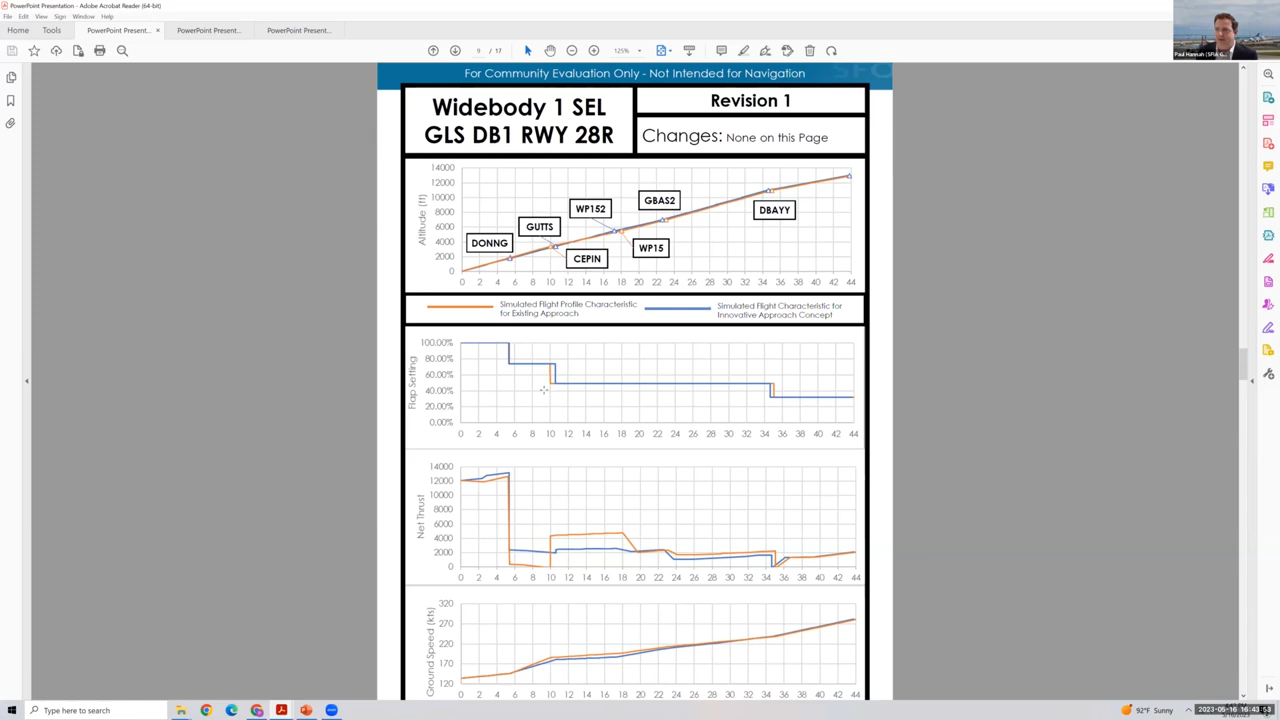 PowerPoint Presentation - Adobe Acrobat Reader (64-bit)
File Edit View Sign Window Help
Home Tools PowerPoint Present... × PowerPoint Present... PowerPoint Present...
9 / 17 125%
Paul Hannah (SFIA G...
For Community Evaluation Only - Not Intended for Navigation
SFO
Widebody 1 SEL
GLS DB1 RWY 28R
Revision 1
Changes: None on this Page
Altitude (ft)
14000
12000
10000
8000
6000
4000
2000
0
DONNG
GUTTS
CEPIN
WP152
WP15
GBAS2
DBAYY
0 2 4 6 8 10 12 14 16 18 20 22 24 26 28 30 32 34 36 38 40 42 44
Simulated Flight Profile Characteristic
for Existing Approach
Simulated Flight Characteristic for
Innovative Approach Concept
Flap Setting
100.00%
80.00%
60.00%
40.00%
20.00%
0.00%
0 2 4 6 8 10 12 14 16 18 20 22 24 26 28 30 32 34 36 38 40 42 44
Net Thrust
14000
12000
10000
8000
6000
4000
2000
0
0 2 4 6 8 10 12 14 16 18 20 22 24 26 28 30 32 34 36 38 40 42 44
Ground Speed (kts)
320
270
220
170
120
0 2 4 6 8 10 12 14 16 18 20 22 24 26 28 30 32 34 36 38 40 42 44
Type here to search
92°F Sunny
2023-05-16 16:43:53